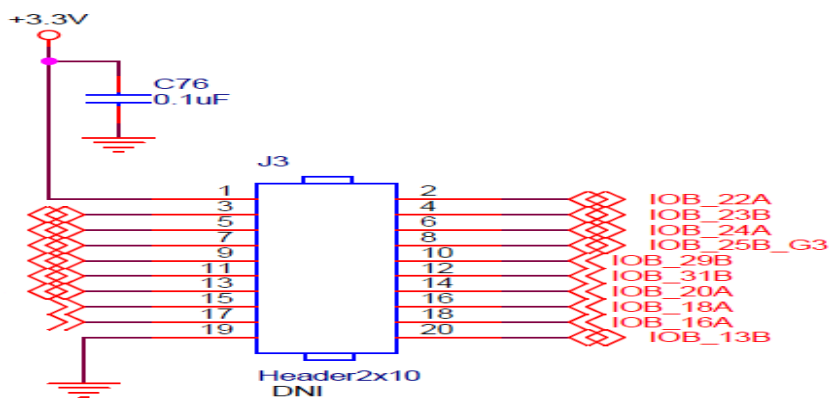 +3.3V
C76
0.1uF
J3
1 2 IOB_22A
3 4 IOB_23B
5 6 IOB_24A
7 8 IOB_25B_G3
9 10 IOB_29B
11 12 IOB_31B
13 14 IOB_20A
15 16 IOB_18A
17 18 IOB_16A
19 20 IOB_13B
Header2x10
DNI